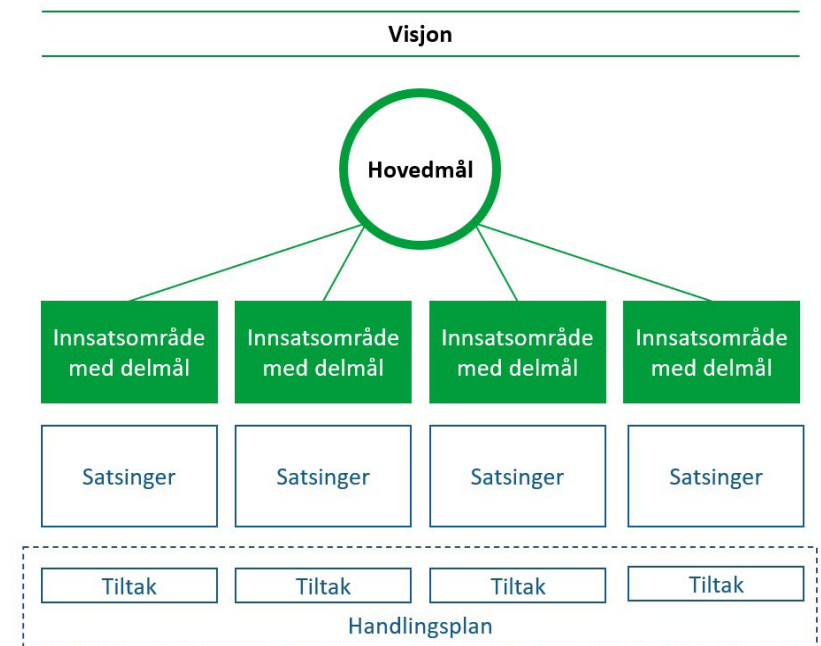 Visjon
Hovedmål
Innsatsområde
med delmål
Innsatsområde
med delmål
Innsatsområde
med delmål
Innsatsområde
med delmål
Satsinger
Satsinger
Satsinger
Satsinger
Tiltak
Tiltak
Tiltak
Tiltak
Handlingsplan